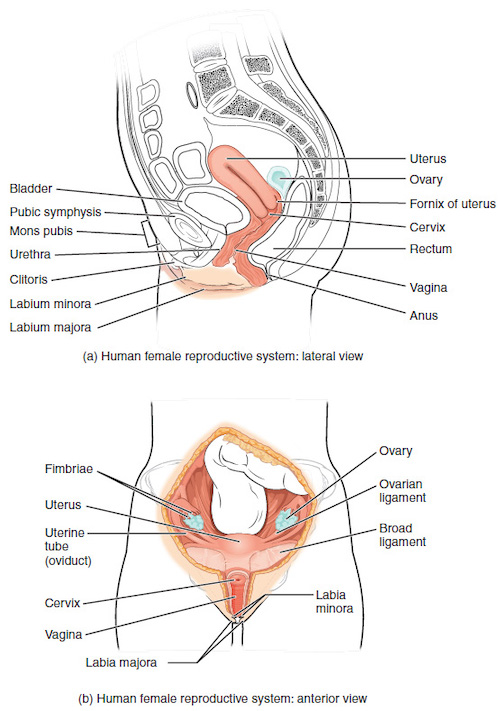 Uterus
Ovary
Bladder
Fornix of uterus
Pubic symphysis
Cervix
Mons pubis
Rectum
Urethra
Clitoris
Vagina
Labium minora
Anus
Labium majora
(a) Human female reproductive system: lateral view
Ovary
Fimbriae
Ovarian
ligament
Uterus
Uterine
tube
(oviduct)
Broad
ligament
Cervix
Labia
minora
Vagina
Labia majora
(b) Human female reproductive system: anterior view